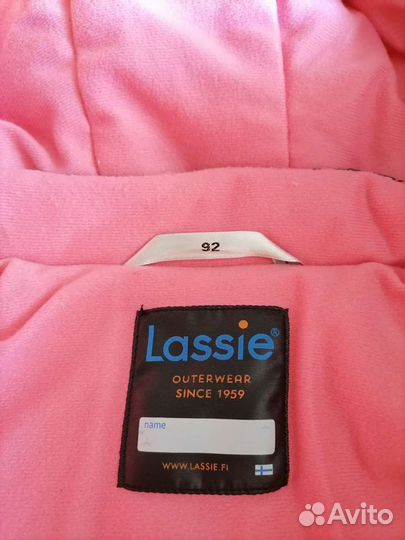 92
Lassie®
OUTERWEAR
SINCE 1959
name
WWW.LASSIE.FI
Avito